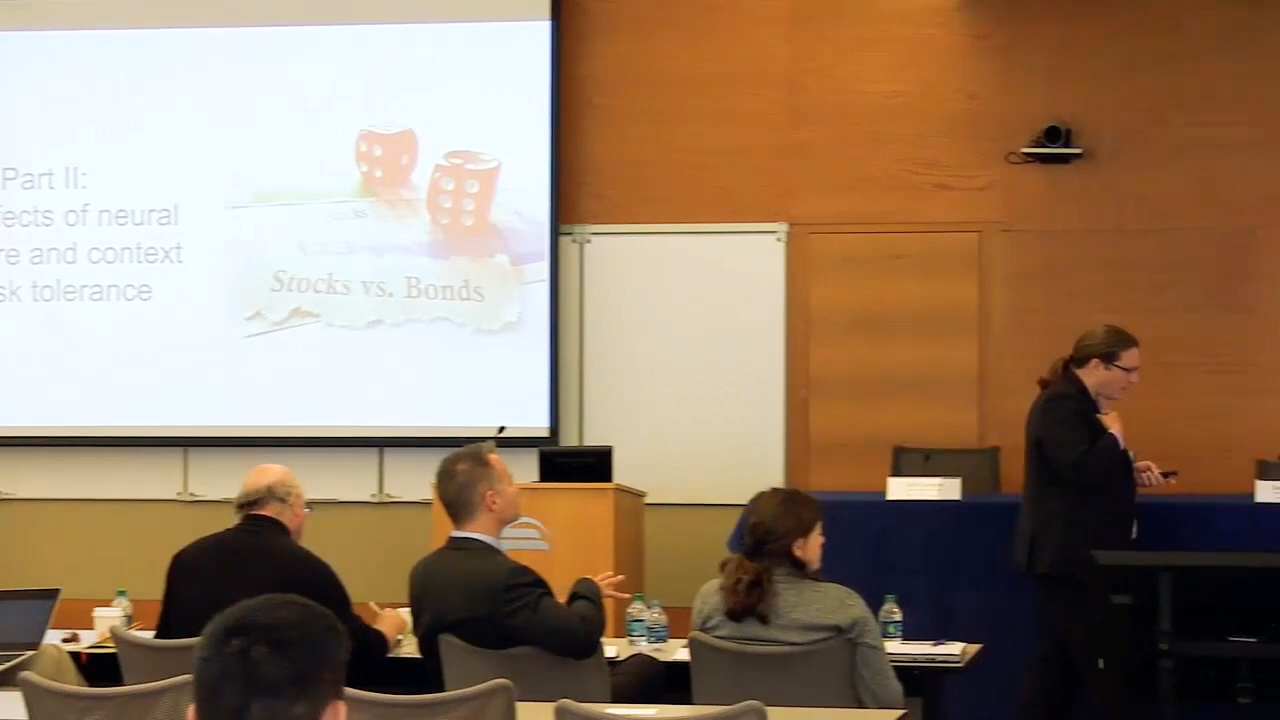 Part II:
fects of neural
re and context
sk tolerance
Stocks vs. Bonds